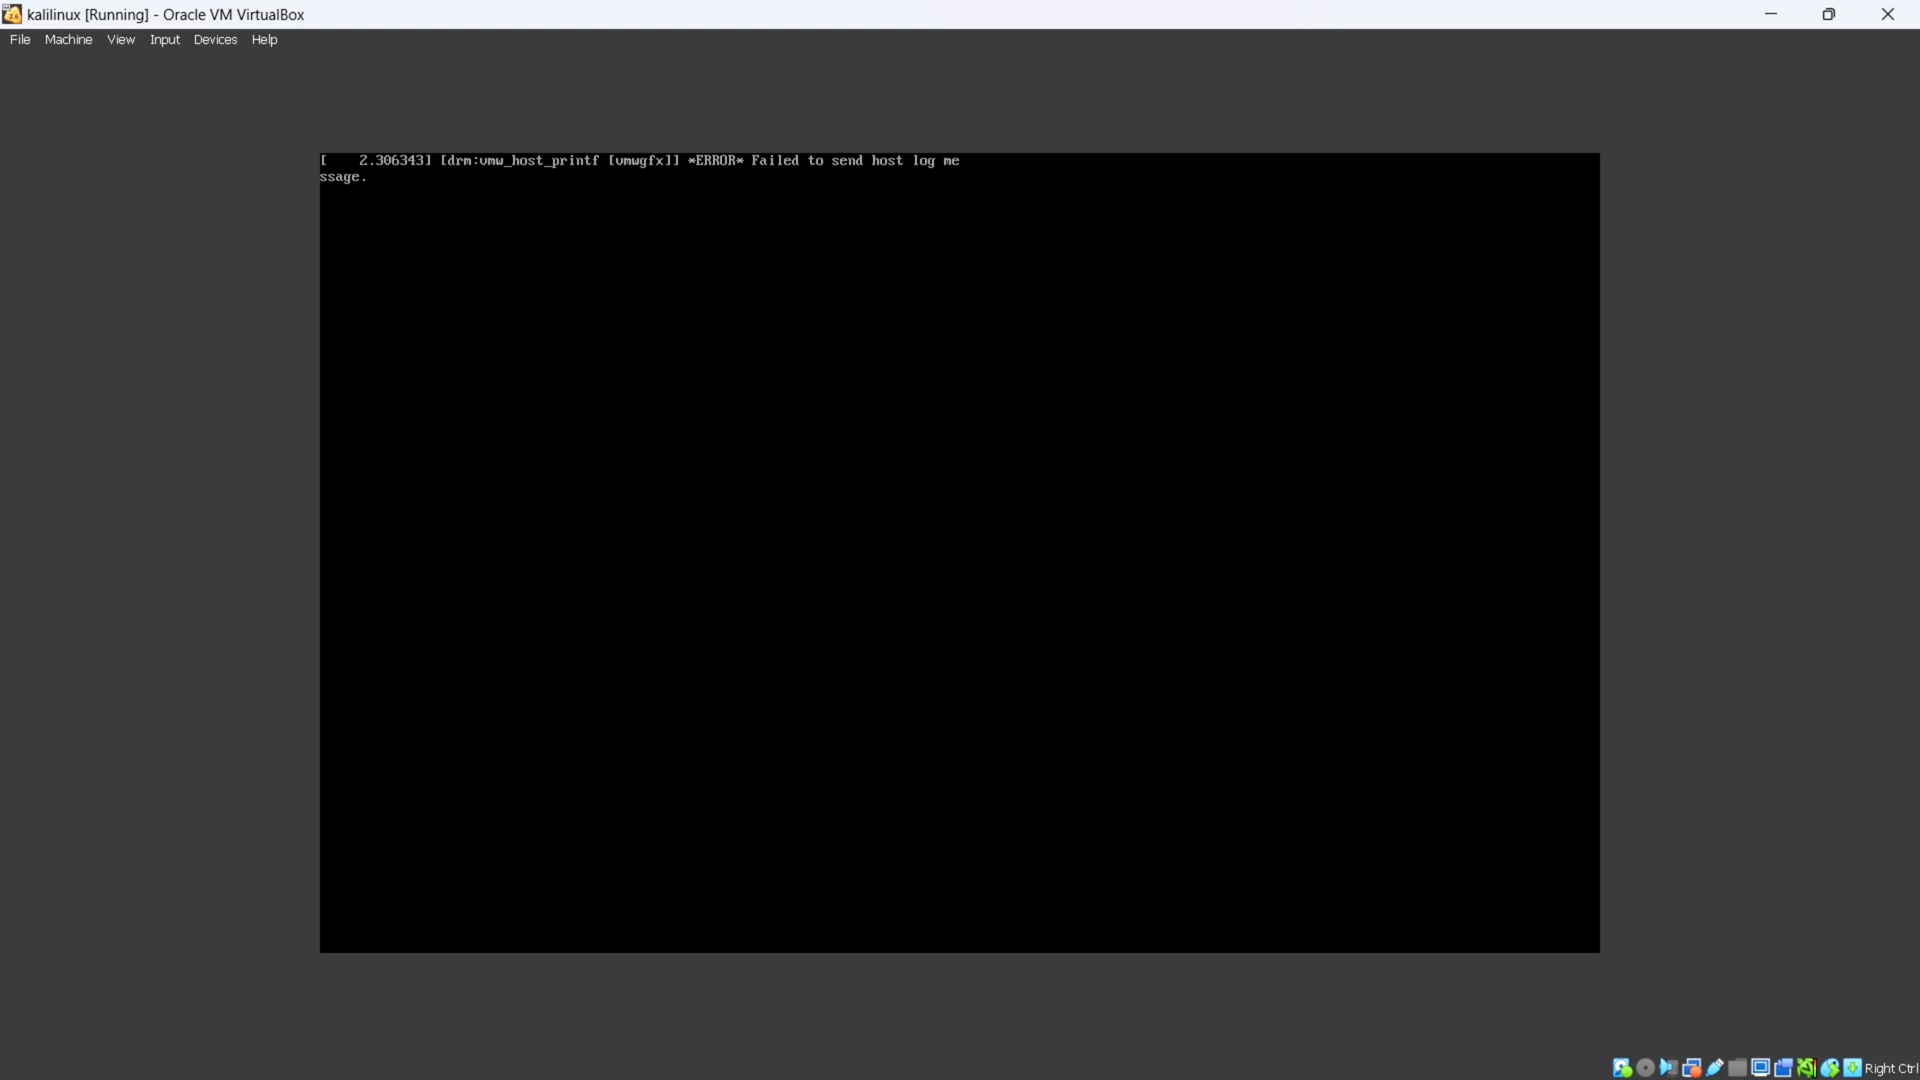 kalilinux [Running] - Oracle VM VirtualBox
File Machine View Input Devices Help
[    2.306343] [drm:vmw_host_printf [vmwgfx]] *ERROR* Failed to send host log me
ssage.
Right Ctrl